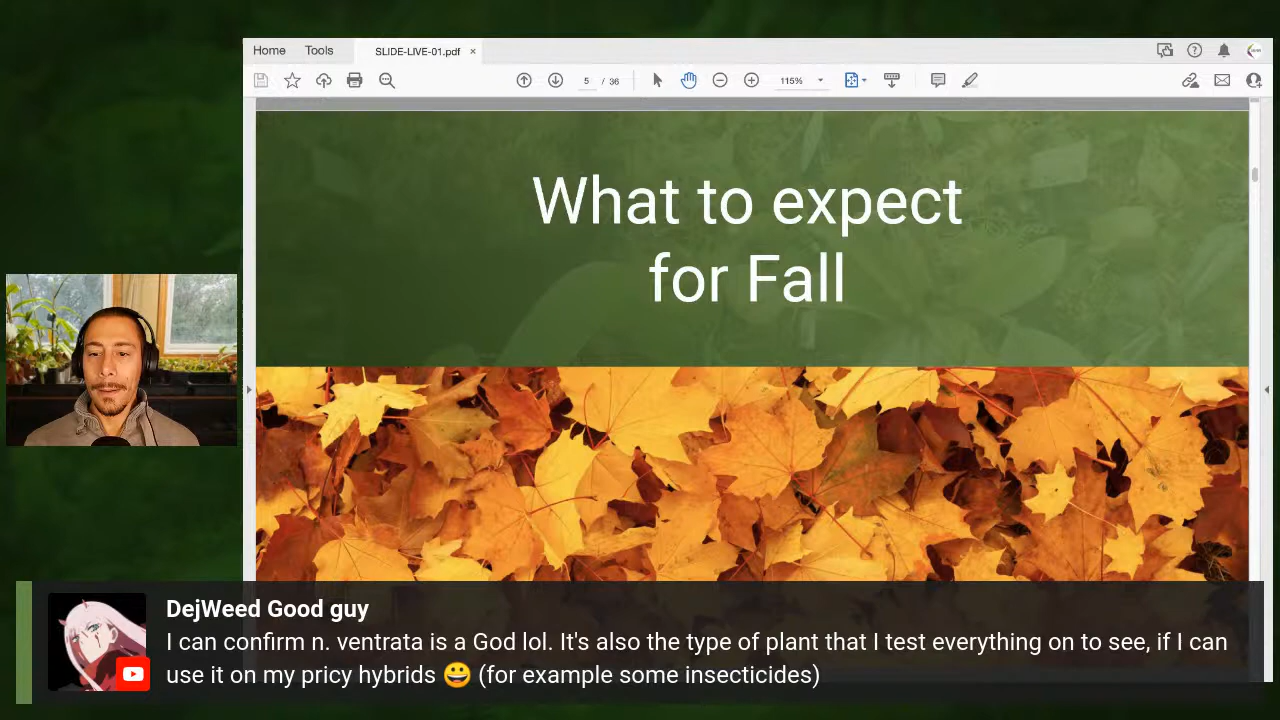 Home Tools SLIDE-LIVE-01.pdf ×
5 / 36 115%
What to expect
for Fall
DejWeed Good guy
I can confirm n. ventrata is a God lol. It's also the type of plant that I test everything on to see, if I can
use it on my pricy hybrids 😀 (for example some insecticides)